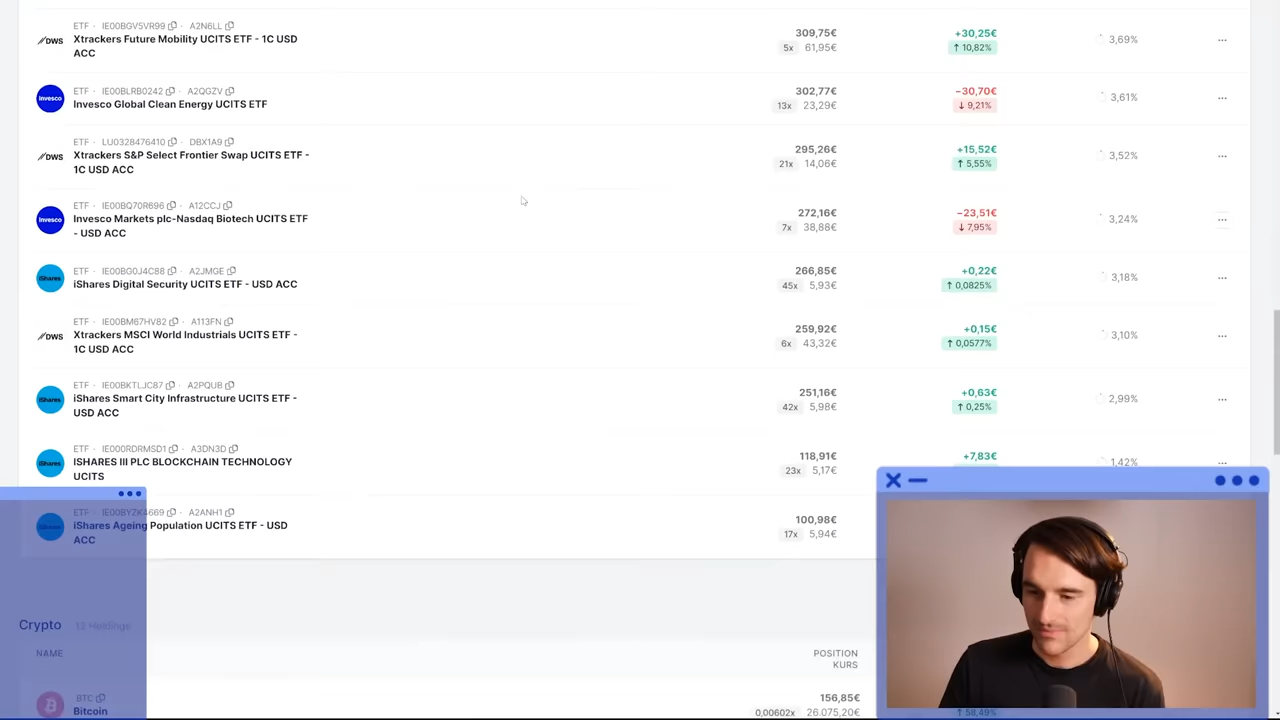 ETF · IE00BGV5VR99 · A2N6LL
Xtrackers Future Mobility UCITS ETF - 1C USD
ACC
309,75€
5x 61,95€
+30,25€
↑ 10,82%
3,69%
ETF · IE00BLRB0242 · A2QGZV
Invesco Global Clean Energy UCITS ETF
302,77€
13x 23,29€
−30,70€
↓ 9,21%
3,61%
ETF · LU0328476410 · DBX1A9
Xtrackers S&P Select Frontier Swap UCITS ETF -
1C USD ACC
295,26€
21x 14,06€
+15,52€
↑ 5,55%
3,52%
ETF · IE00BQ70R696 · A12CCJ
Invesco Markets plc-Nasdaq Biotech UCITS ETF
- USD ACC
272,16€
7x 38,88€
−23,51€
↓ 7,95%
3,24%
ETF · IE00BG0J4C88 · A2JMGE
iShares Digital Security UCITS ETF - USD ACC
266,85€
45x 5,93€
+0,22€
↑ 0,0825%
3,18%
ETF · IE00BM67HV82 · A113FN
Xtrackers MSCI World Industrials UCITS ETF -
1C USD ACC
259,92€
6x 43,32€
+0,15€
↑ 0,0577%
3,10%
ETF · IE00BKTLJC87 · A2PQUB
iShares Smart City Infrastructure UCITS ETF -
USD ACC
251,16€
42x 5,98€
+0,63€
↑ 0,25%
2,99%
ETF · IE000RDRMSD1 · A3DN3D
ISHARES III PLC BLOCKCHAIN TECHNOLOGY
UCITS
118,91€
23x 5,17€
+7,83€
1,42%
ETF · IE00BYZK4669 · A2ANH1
iShares Ageing Population UCITS ETF - USD
ACC
100,98€
17x 5,94€
Crypto 13 Holdings
NAME
POSITION
KURS
BTC
Bitcoin
156,85€
0,00602x 26.075,20€
↑ 58,49%
DWS
Invesco
DWS
Invesco
iShares
DWS
iShares
iShares
iShares